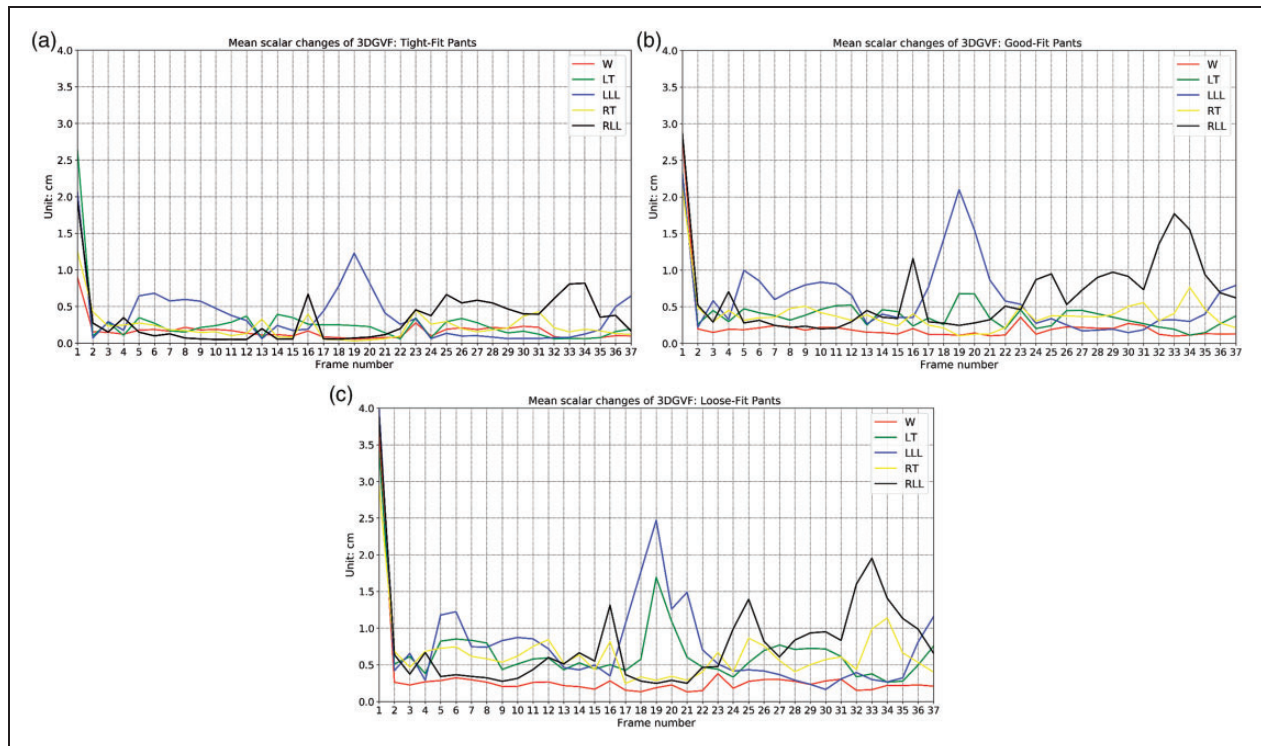 (a)
Mean scalar changes of 3DGVF: Tight-Fit Pants
4.0
3.5
3.0
2.5
2.0
1.5
1.0
0.5
0.0
Unit: cm
W
LT
LLL
RT
RLL
1 2 3 4 5 6 7 8 9 10 11 12 13 14 15 16 17 18 19 20 21 22 23 24 25 26 27 28 29 30 31 32 33 34 35 36 37
Frame number
(b)
Mean scalar changes of 3DGVF: Good-Fit Pants
4.0
3.5
3.0
2.5
2.0
1.5
1.0
0.5
0.0
Unit: cm
W
LT
LLL
RT
RLL
1 2 3 4 5 6 7 8 9 10 11 12 13 14 15 16 17 18 19 20 21 22 23 24 25 26 27 28 29 30 31 32 33 34 35 36 37
Frame number
(c)
Mean scalar changes of 3DGVF: Loose-Fit Pants
4.0
3.5
3.0
2.5
2.0
1.5
1.0
0.5
0.0
Unit: cm
W
LT
LLL
RT
RLL
1 2 3 4 5 6 7 8 9 10 11 12 13 14 15 16 17 18 19 20 21 22 23 24 25 26 27 28 29 30 31 32 33 34 35 36 37
Frame number